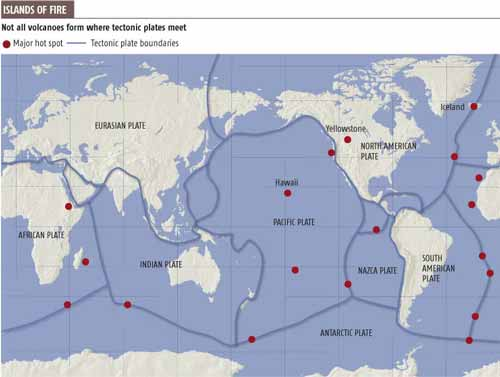 ISLANDS OF FIRE
Not all volcanoes form where tectonic plates meet
Major hot spot
Tectonic plate boundaries
Iceland
EURASIAN PLATE
Yellowstone
NORTH AMERICAN
PLATE
Hawaii
PACIFIC PLATE
AFRICAN PLATE
INDIAN PLATE
NAZCA PLATE
SOUTH
AMERICAN
PLATE
ANTARCTIC PLATE